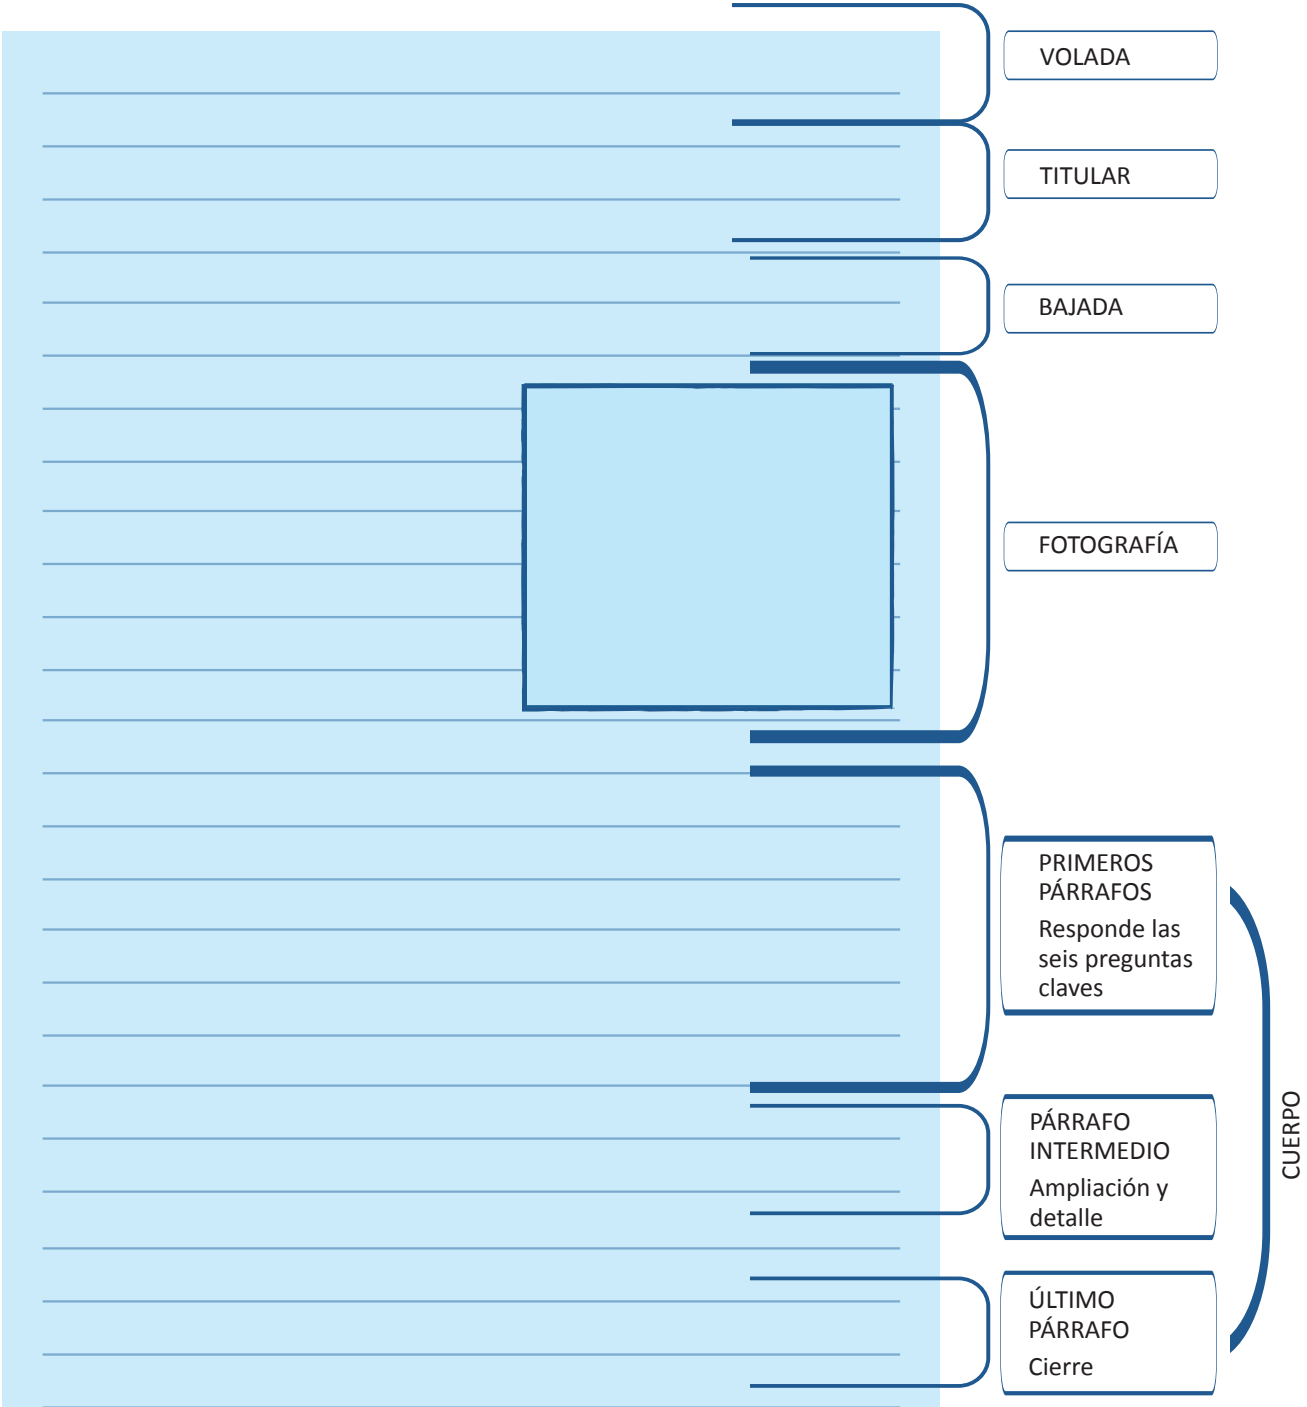 VOLADA
TITULAR
BAJADA
FOTOGRAFÍA
PRIMEROS
PÁRRAFOS
Responde las
seis preguntas
claves
PÁRRAFO
INTERMEDIO
Ampliación y
detalle
ÚLTIMO
PÁRRAFO
Cierre
CUERPO